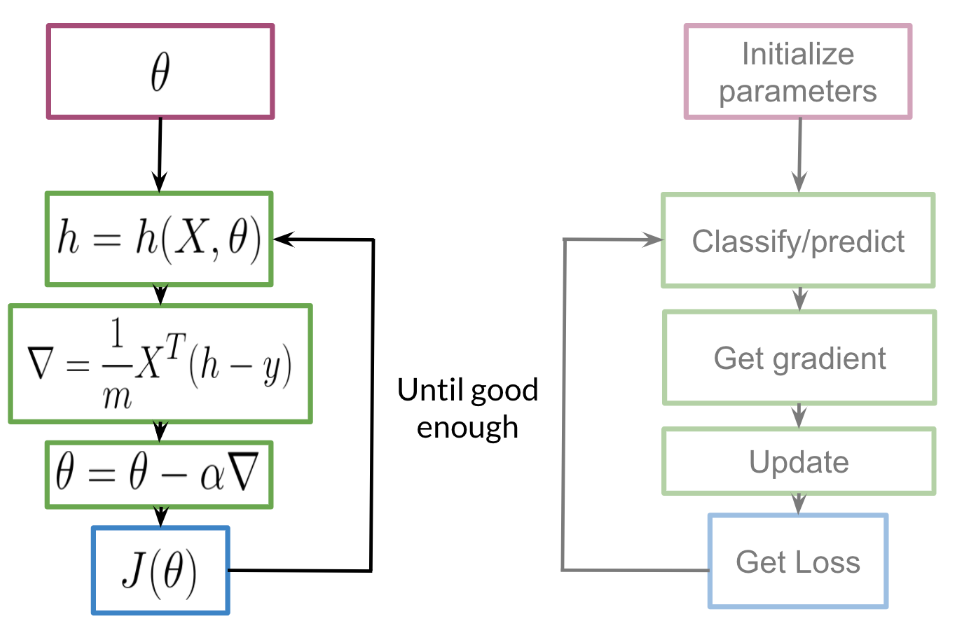 θ
h = h(X, θ)
∇ = 1/m X^T(h − y)
θ = θ − α∇
J(θ)
Until good
enough
Initialize
parameters
Classify/predict
Get gradient
Update
Get Loss